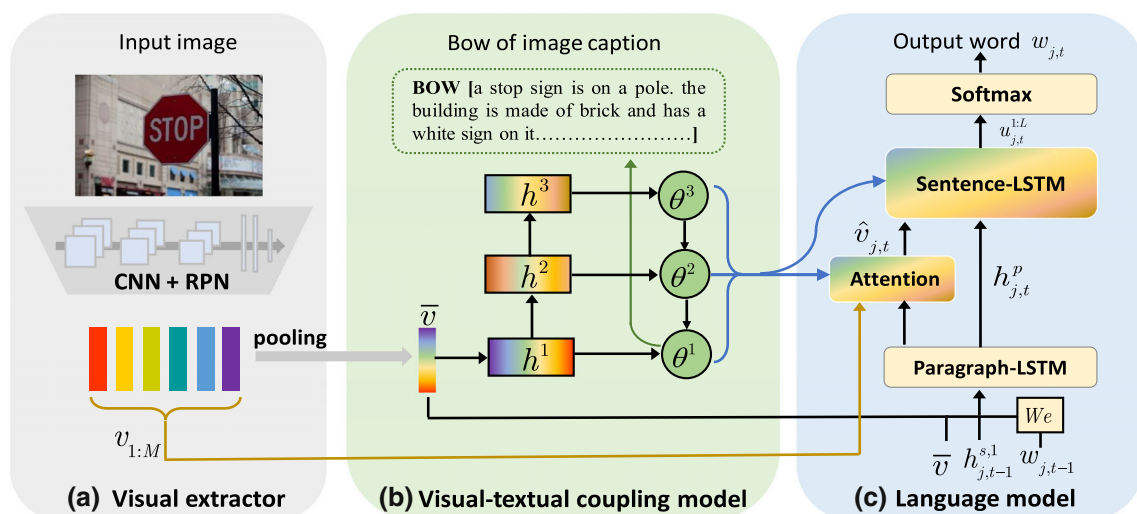 Input image
STOP
CNN + RPN
pooling
v_{1:M}
(a) Visual extractor
Bow of image caption
BOW [a stop sign is on a pole. the
building is made of brick and has a
white sign on it……………………]
h^3
θ^3
h^2
θ^2
v̅
h^1
θ^1
(b) Visual-textual coupling model
Output word w_{j,t}
Softmax
u_{j,t}^{1:L}
Sentence-LSTM
v̂_{j,t}
Attention
h_{j,t}^p
Paragraph-LSTM
We
v̅ h_{j,t-1}^{s,1} w_{j,t-1}
(c) Language model